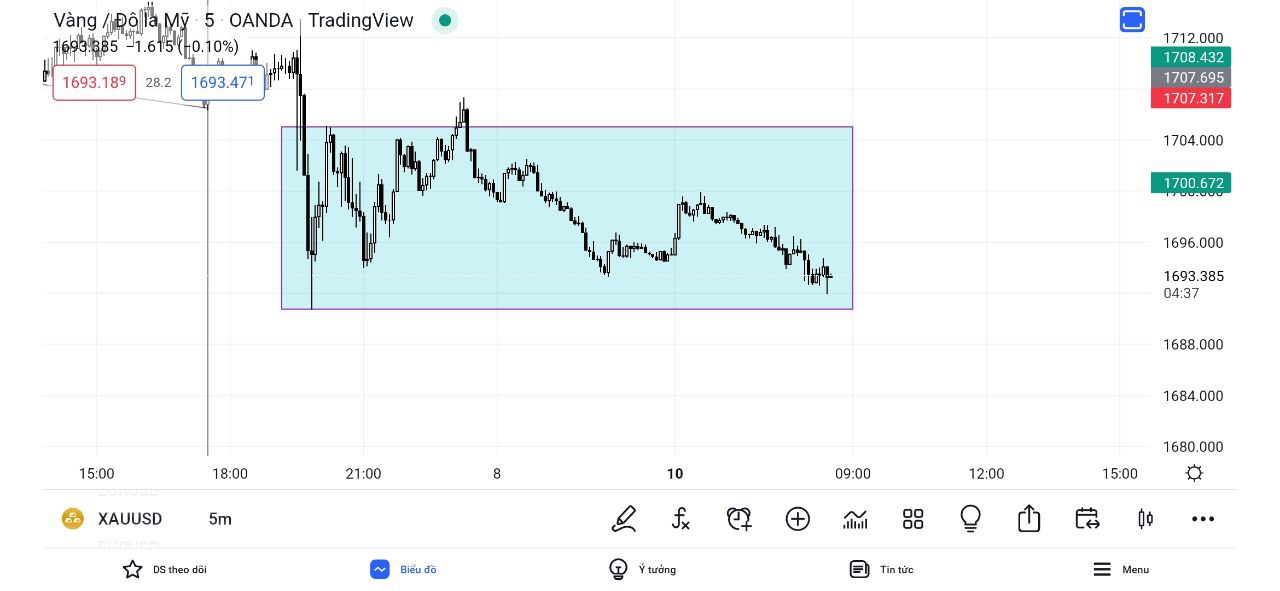 Vàng / Đô la Mỹ · 5 · OANDA · TradingView
1693.385 −1.615 (−0.10%)
1693.189 28.2 1693.471
1712.000
1708.432
1707.695
1707.317
1704.000
1700.672
1696.000
1693.385
04:37
1688.000
1684.000
1680.000
15:00 18:00 21:00 8 10 09:00 12:00 15:00
XAUUSD 5m
DS theo dõi Biểu đồ Ý tưởng Tin tức Menu